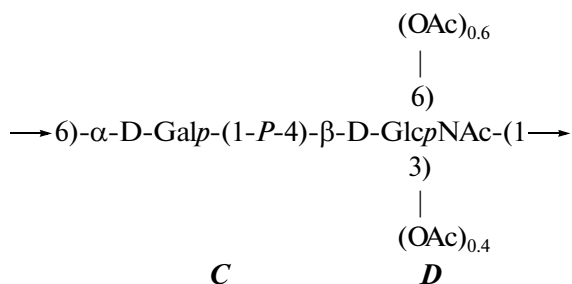 (OAc)0.6
|
6)
→6)-α-D-Galp-(1-P-4)-β-D-GlcpNAc-(1→
3)
|
(OAc)0.4
C D